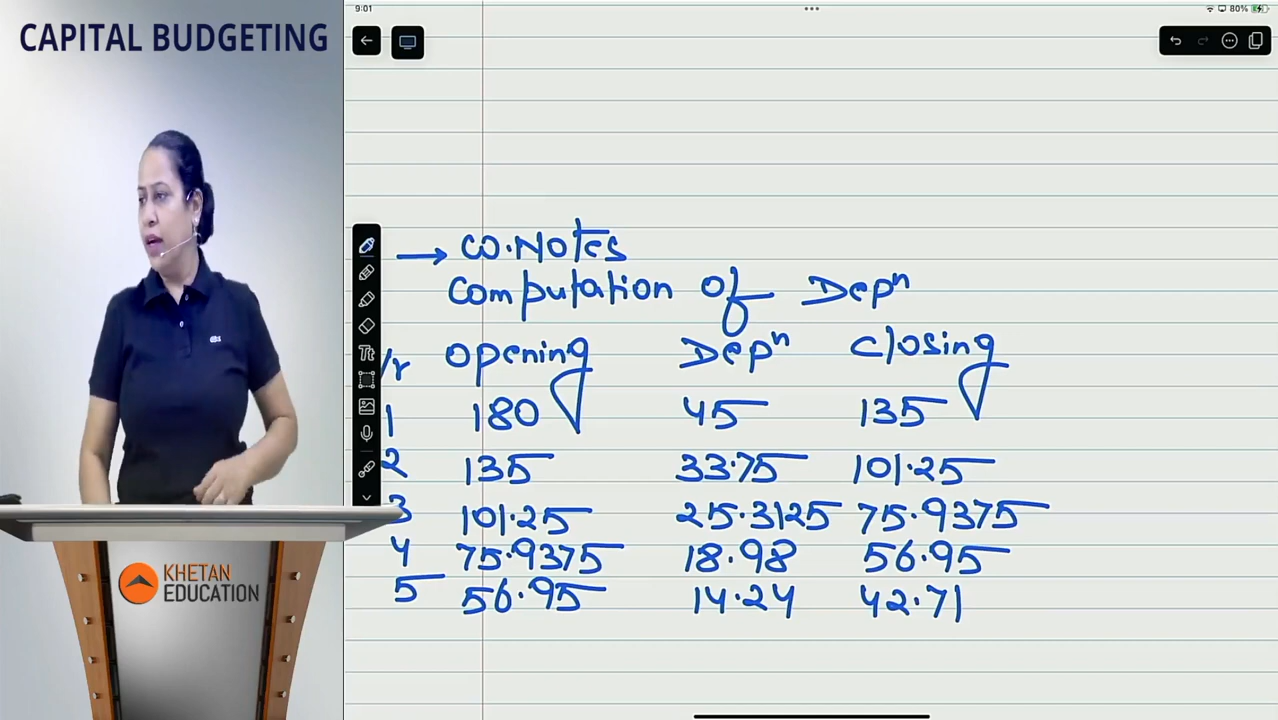 CAPITAL BUDGETING
9:01
80%
→ CO.Notes
Computation of Depⁿ
Yr Opening Depⁿ Closing
1 180 45 135
2 135 33.75 101.25
3 101.25 25.3125 75.9375
4 75.9375 18.98 56.95
5 56.95 14.24 42.71
Tt
KHETAN
EDUCATION